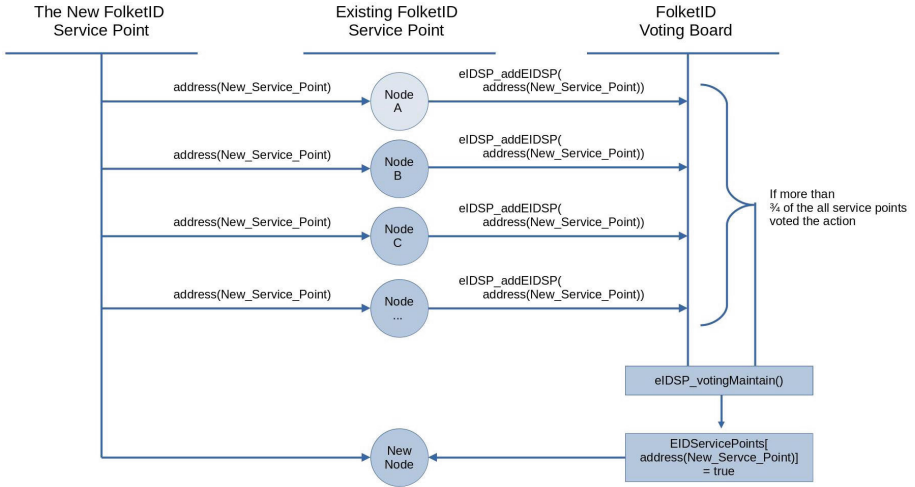 The New FolketID
Service Point
Existing FolketID
Service Point
FolketID
Voting Board
address(New_Service_Point)
Node
A
eIDSP_addEIDSP(
address(New_Service_Point))
address(New_Service_Point)
Node
B
eIDSP_addEIDSP(
address(New_Service_Point))
address(New_Service_Point)
Node
C
eIDSP_addEIDSP(
address(New_Service_Point))
address(New_Service_Point)
Node
...
eIDSP_addEIDSP(
address(New_Service_Point))
If more than
¾ of the all service points
voted the action
eIDSP_votingMaintain()
EIDServicePoints[
address(New_Servce_Point)]
= true
New
Node